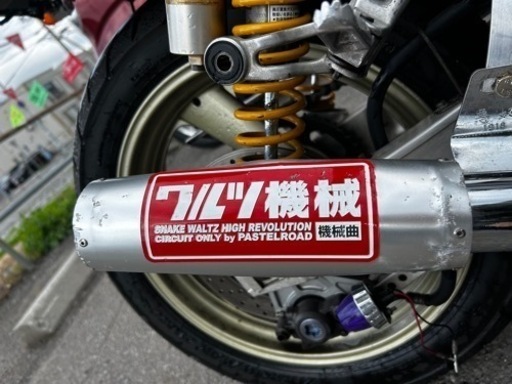 ワルツ機械
SNAKE WALTZ HIGH REVOLUTION
CIRCUIT ONLY by PASTELROAD
機械曲